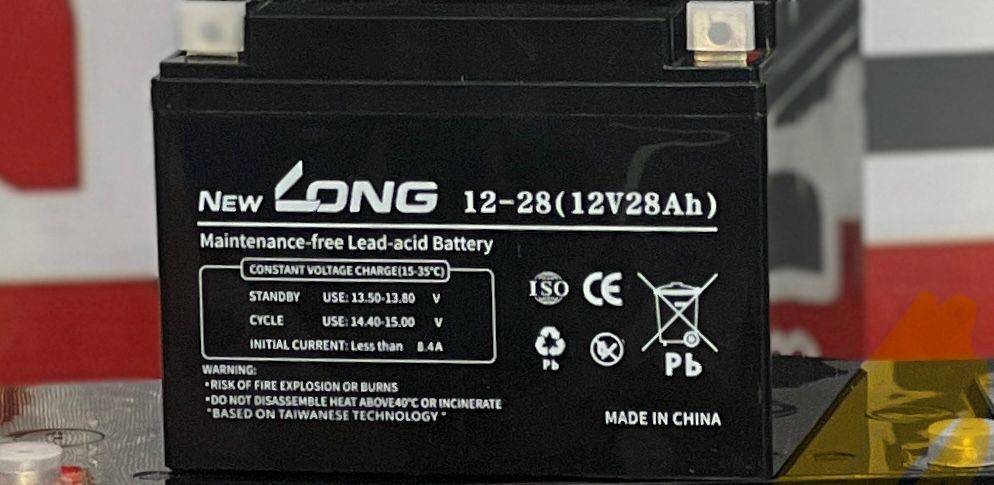 NEW LONG 12-28(12V28Ah)
Maintenance-free Lead-acid Battery
CONSTANT VOLTAGE CHARGE(15-35°C)
STANDBY USE: 13.50-13.80 V
CYCLE USE: 14.40-15.00 V
INITIAL CURRENT: Less than 8.4A
ISO CE
Pb
Pb
WARNING:
•RISK OF FIRE EXPLOSION OR BURNS
•DO NOT DISASSEMBLE HEAT ABOVE40°C OR INCINERATE
"BASED ON TAIWANESE TECHNOLOGY"
MADE IN CHINA